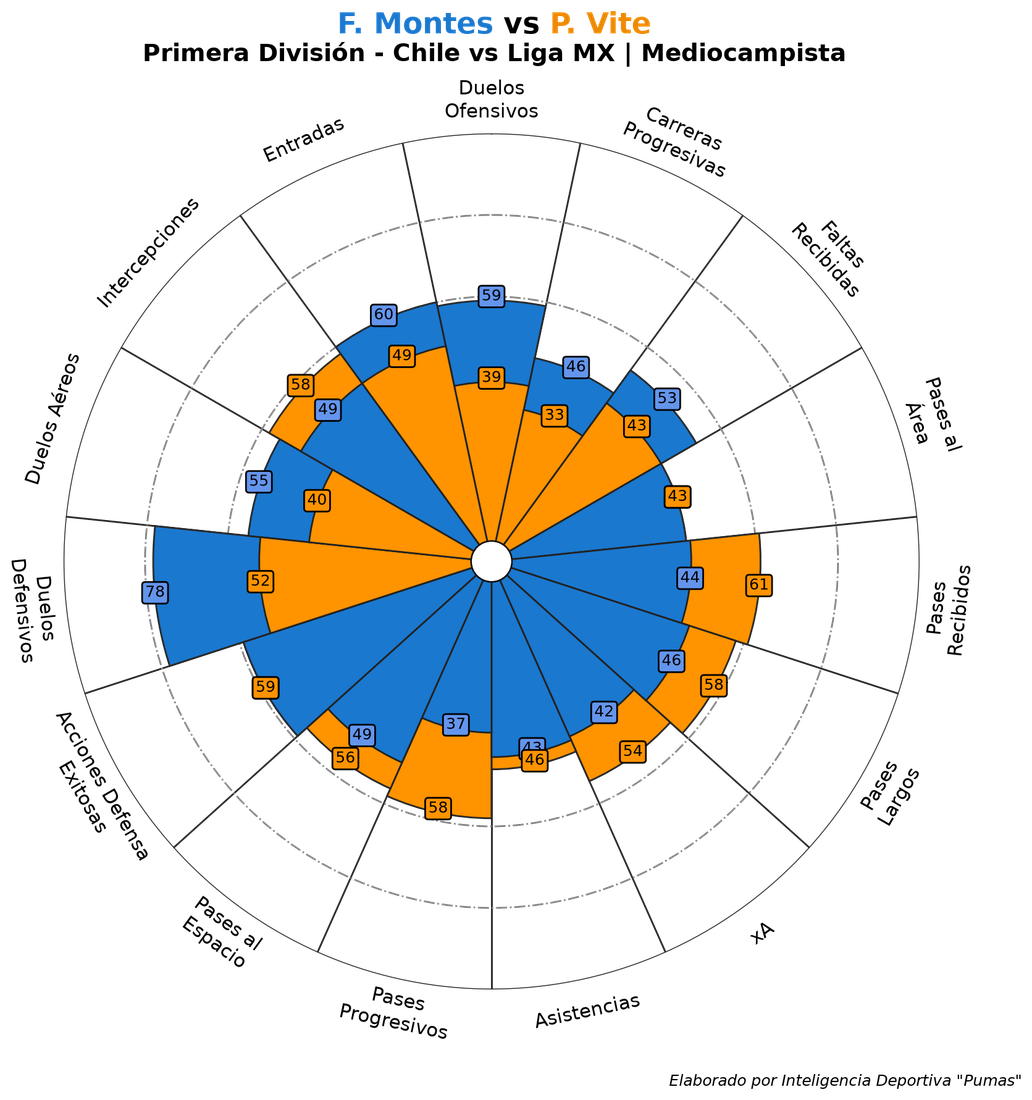 F. Montes vs P. Vite
Primera División - Chile vs Liga MX | Mediocampista
Duelos
Ofensivos
59
39
Carreras
Progresivas
46
33
Faltas
Recibidas
53
43
Pases al
Área
43
Pases
Recibidos
44
61
Pases
Largos
46
58
xA
42
54
Asistencias
43
46
Pases
Progresivos
37
58
Pases al
Espacio
49
56
Acciones Defensa
Exitosas
59
Duelos
Defensivos
78
52
Duelos Aéreos
55
40
Intercepciones
58
49
Entradas
60
49
Elaborado por Inteligencia Deportiva "Pumas"